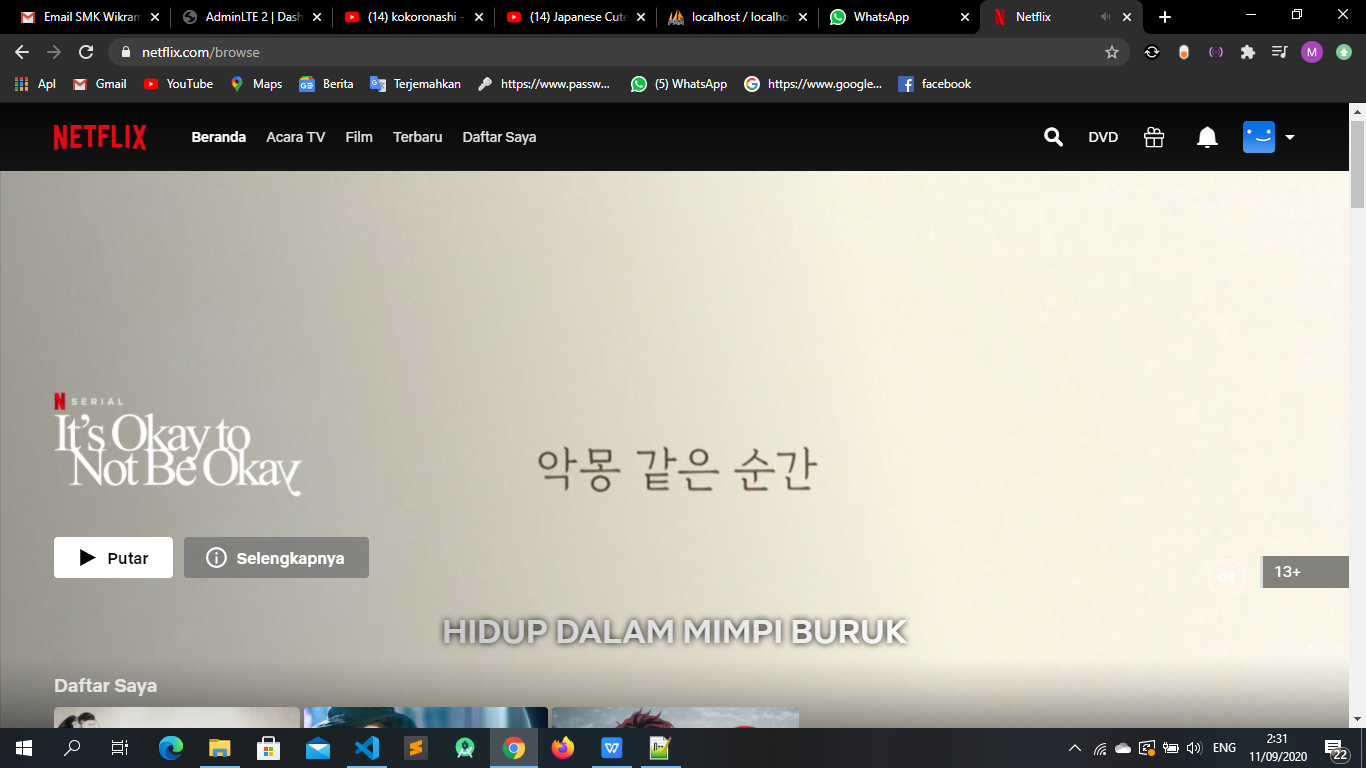 Email SMK Wikram
AdminLTE 2 | Dash
(14) kokoronashi -
(14) Japanese Cute
localhost / localho
WhatsApp
Netflix
netflix.com/browse
Apl
Gmail
YouTube
Maps
Berita
Terjemahkan
https://www.passw...
(5) WhatsApp
https://www.google...
facebook
NETFLIX
Beranda
Acara TV
Film
Terbaru
Daftar Saya
DVD
N SERIAL
It's Okay to
Not Be Okay
악몽 같은 순간
Putar
Selengkapnya
13+
HIDUP DALAM MIMPI BURUK
Daftar Saya
ENG
2:31
11/09/2020
22